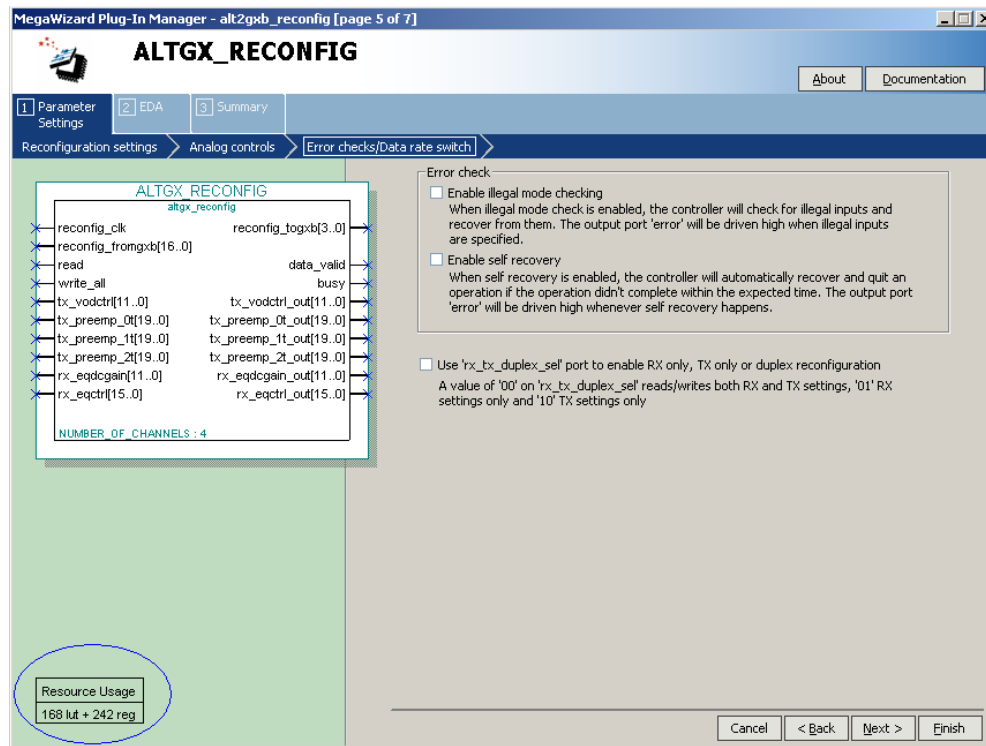 MegaWizard Plug-In Manager - alt2gxb_reconfig [page 5 of 7]
ALTGX_RECONFIG
About
Documentation
1 Parameter Settings
2 EDA
3 Summary
Reconfiguration settings
Analog controls
Error checks/Data rate switch
ALTGX_RECONFIG
altgx_reconfig
reconfig_clk
reconfig_togxb[3..0]
reconfig_fromgxb[16..0]
read
data_valid
write_all
busy
tx_vodctrl[11..0]
tx_vodctrl_out[11..0]
tx_preemp_0t[19..0]
tx_preemp_0t_out[19..0]
tx_preemp_1t[19..0]
tx_preemp_1t_out[19..0]
tx_preemp_2t[19..0]
tx_preemp_2t_out[19..0]
rx_eqdcgain[11..0]
rx_eqdcgain_out[11..0]
rx_eqctrl[15..0]
rx_eqctrl_out[15..0]
NUMBER_OF_CHANNELS : 4
Error check
Enable illegal mode checking
When illegal mode check is enabled, the controller will check for illegal inputs and
recover from them. The output port 'error' will be driven high when illegal inputs
are specified.
Enable self recovery
When self recovery is enabled, the controller will automatically recover and quit an
operation if the operation didn't complete within the expected time. The output port
'error' will be driven high whenever self recovery happens.
Use 'rx_tx_duplex_sel' port to enable RX only, TX only or duplex reconfiguration
A value of '00' on 'rx_tx_duplex_sel' reads/writes both RX and TX settings, '01' RX
settings only and '10' TX settings only
Resource Usage
168 lut + 242 reg
Cancel
< Back
Next >
Finish